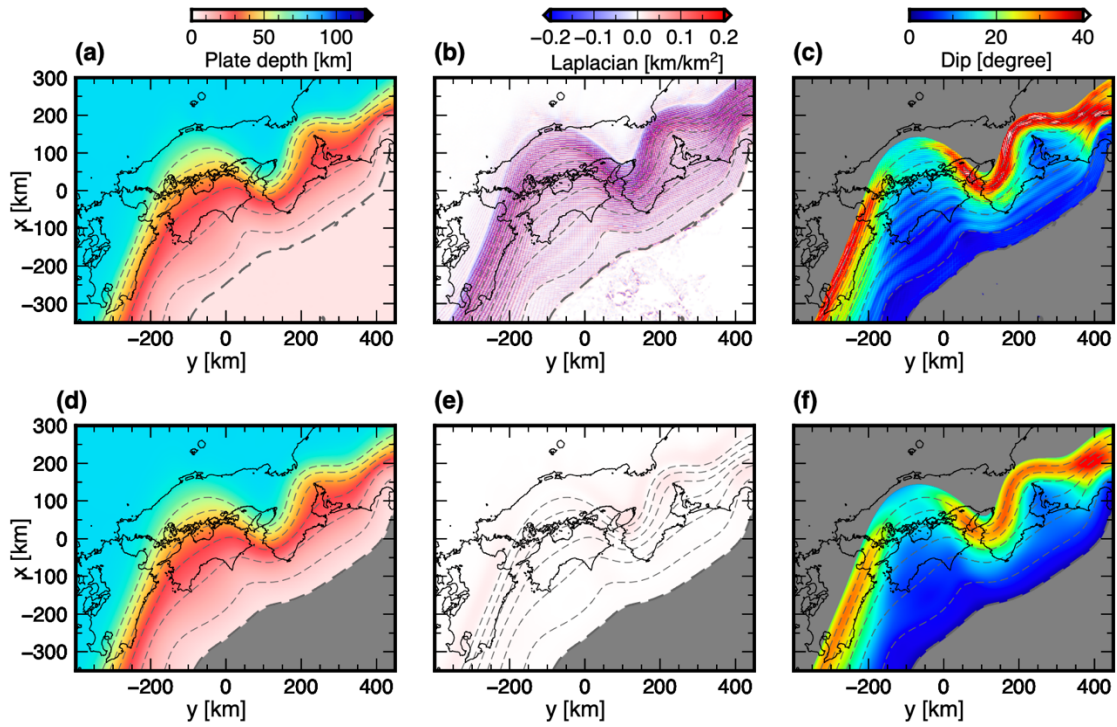 0 50 100
Plate depth [km]
−0.2 −0.1 0.0 0.1 0.2
Laplacian [km/km²]
0 20 40
Dip [degree]
(a) (b) (c)
300
200
100
0
−100
−200
−300
x [km]
−200 0 200 400
y [km]
−200 0 200 400
y [km]
−200 0 200 400
y [km]
(d) (e) (f)
300
200
100
0
−100
−200
−300
x [km]
−200 0 200 400
y [km]
−200 0 200 400
y [km]
−200 0 200 400
y [km]